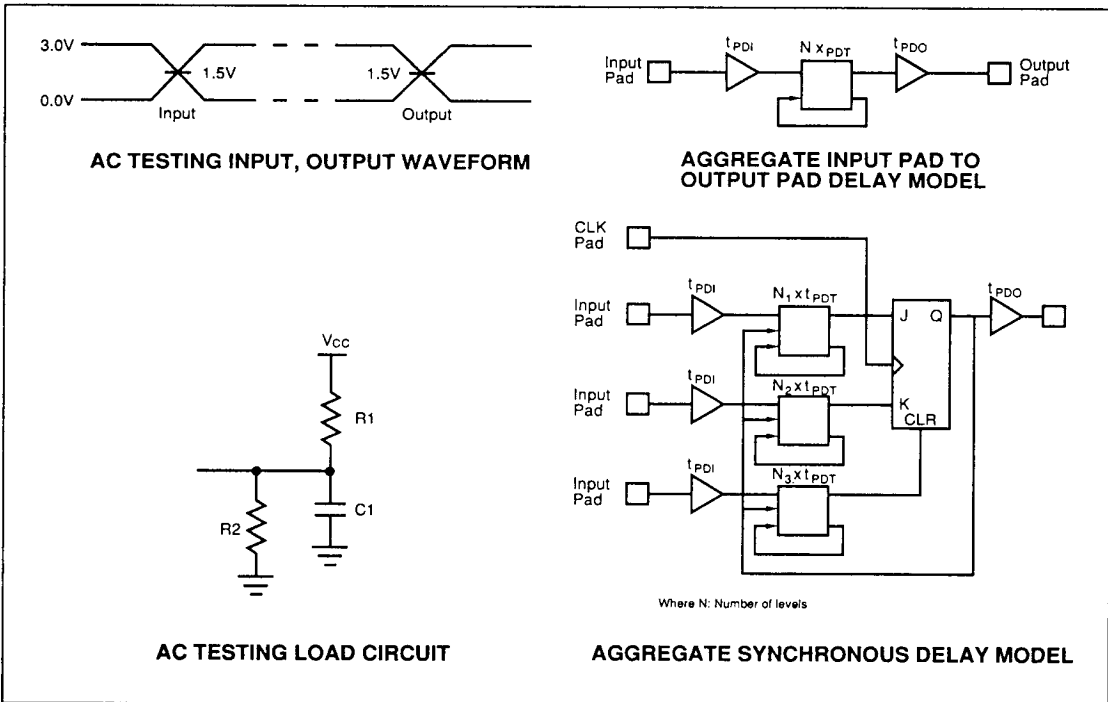 3.0V
1.5V
1.5V
0.0V
Input
Output
AC TESTING INPUT, OUTPUT WAVEFORM
tPDI
N xPDT
tPDO
Input
Pad
Output
Pad
AGGREGATE INPUT PAD TO
OUTPUT PAD DELAY MODEL
VCC
R1
R2
C1
AC TESTING LOAD CIRCUIT
CLK
Pad
tPDI
N1 x tPDT
tPDO
Input
Pad
J Q
tPDI
N2 x tPDT
Input
Pad
K
CLR
tPDI
N3 x tPDT
Input
Pad
Where N: Number of levels
AGGREGATE SYNCHRONOUS DELAY MODEL